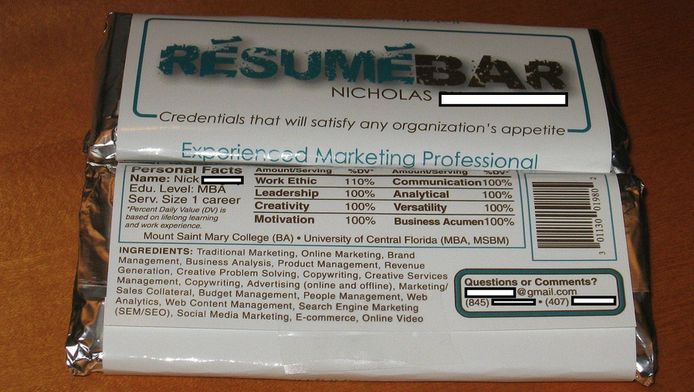 RÉSUMÉBAR
NICHOLAS
Credentials that will satisfy any organization's appetite
Experienced Marketing Professional
Personal Facts
Name: Nick
Edu. Level: MBA
Serv. Size 1 career
*Percent Daily Value (DV) is
based on lifelong learning
and work experience.
Amount/Serving %DV* Amount/Serving %DV*
Work Ethic 110% Communication 100%
Leadership 100% Analytical 100%
Creativity 100% Versatility 100%
Motivation 100% Business Acumen 100%
Mount Saint Mary College (BA) • University of Central Florida (MBA, MSBM)
INGREDIENTS: Traditional Marketing, Online Marketing, Brand
Management, Business Analysis, Product Management, Revenue
Generation, Creative Problem Solving, Copywriting, Creative Services
Management, Copywriting, Advertising (online and offline), Marketing/
Sales Collateral, Budget Management, People Management, Web
Analytics, Web Content Management, Search Engine Marketing
(SEM/SEO), Social Media Marketing, E-commerce, Online Video
3 01130 01980 2
Questions or Comments?
@gmail.com
(845) • (407)